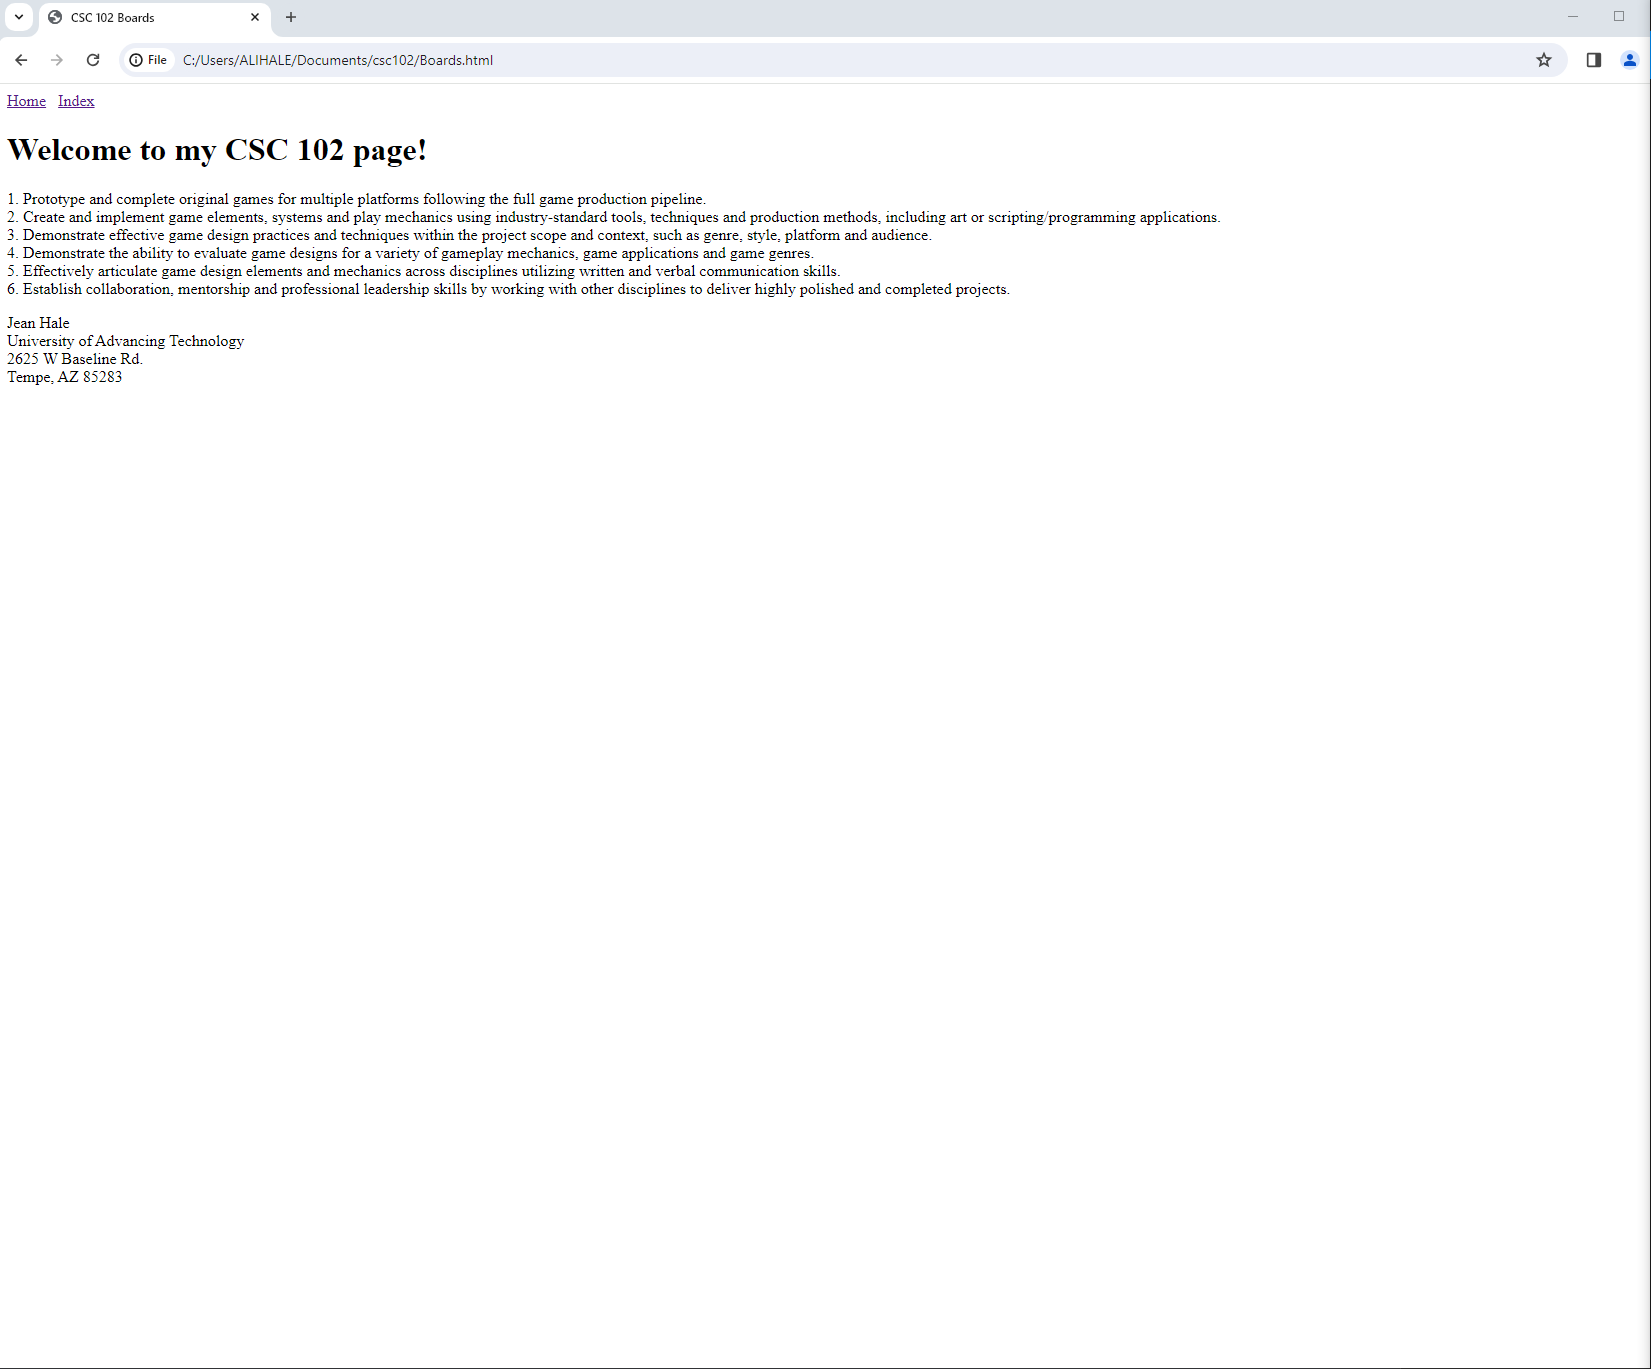 CSC 102 Boards
File C:/Users/ALIHALE/Documents/csc102/Boards.html
Home Index
Welcome to my CSC 102 page!
1. Prototype and complete original games for multiple platforms following the full game production pipeline.
2. Create and implement game elements, systems and play mechanics using industry-standard tools, techniques and production methods, including art or scripting/programming applications.
3. Demonstrate effective game design practices and techniques within the project scope and context, such as genre, style, platform and audience.
4. Demonstrate the ability to evaluate game designs for a variety of gameplay mechanics, game applications and game genres.
5. Effectively articulate game design elements and mechanics across disciplines utilizing written and verbal communication skills.
6. Establish collaboration, mentorship and professional leadership skills by working with other disciplines to deliver highly polished and completed projects.
Jean Hale
University of Advancing Technology
2625 W Baseline Rd.
Tempe, AZ 85283